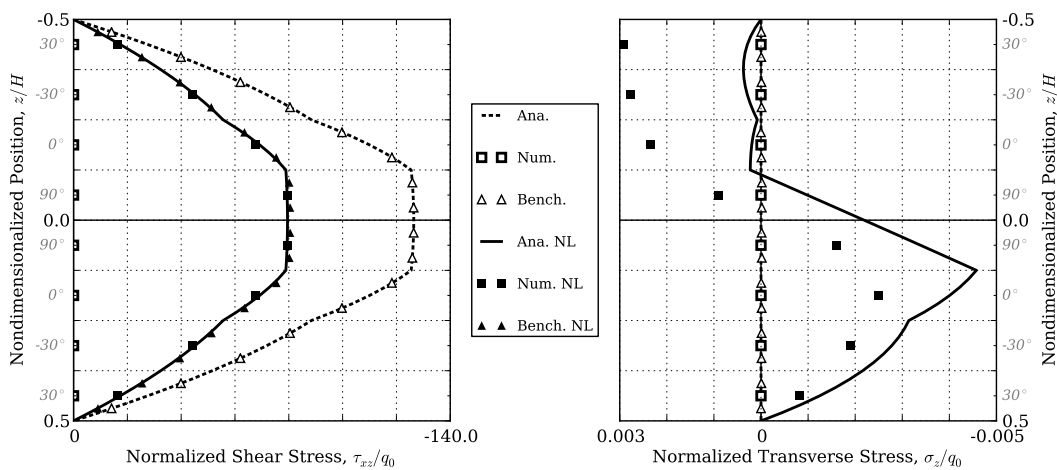 -0.5
30°
-30°
0°
90°
0.0
90°
0°
-30°
30°
0.5
Nondimensionalized Position, z/H
0
-140.0
Normalized Shear Stress, τxz/q0
Ana.
Num.
Bench.
Ana. NL
Num. NL
Bench. NL
-0.5
30°
-30°
0°
90°
0.0
90°
0°
-30°
30°
0.5
Nondimensionalized Position, z/H
0.003
0
-0.005
Normalized Transverse Stress, σz/q0